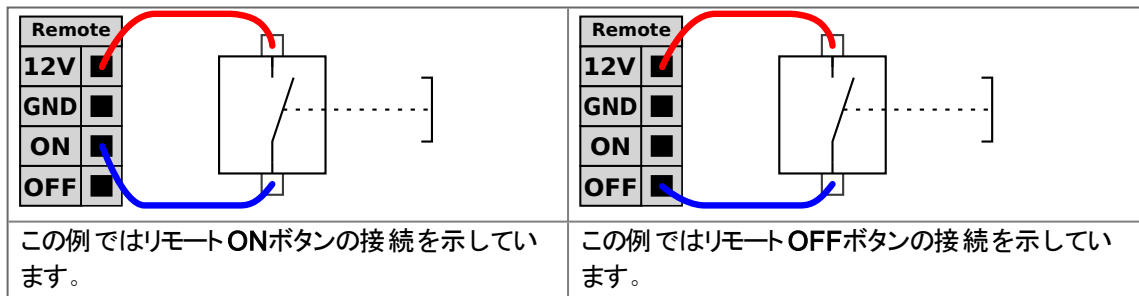 Remote
12V
GND
ON
OFF
Remote
12V
GND
ON
OFF
この例ではリモートONボタンの接続を示してい
ます。
この例ではリモートOFFボタンの接続を示してい
ます。